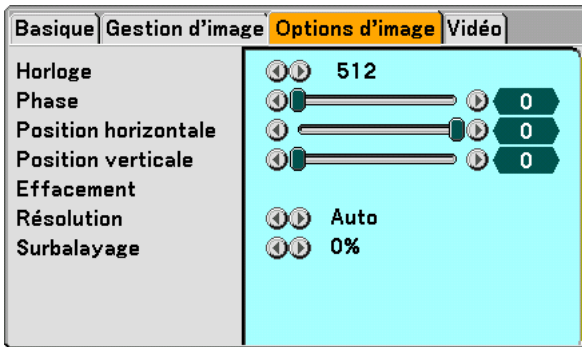 Basique Gestion d'image Options d'image Vidéo
Horloge 512
Phase 0
Position horizontale 0
Position verticale 0
Effacement
Résolution Auto
Surbalayage 0%